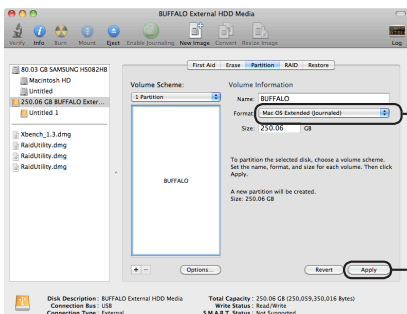 BUFFALO External HDD Media
Verify Info Burn Mount Eject Enable Journaling New Image Convert Resize Image Log
80.03 GB SAMSUNG HS082HB
Macintosh HD
Untitled
250.06 GB BUFFALO Exter...
Untitled 1
Xbench_1.3.dmg
RaidUtility.dmg
RaidUtility.dmg
RaidUtility.dmg
First Aid Erase Partition RAID Restore
Volume Scheme:
1 Partition
BUFFALO
+ − Options...
Volume Information
Name: BUFFALO
Format: Mac OS Extended (Journaled)
Size: 250.06 GB
To partition the selected disk, choose a volume scheme.
Set the name, format, and size for each volume. Then click
Apply.
A new partition will be created.
Size: 250.06 GB
Revert Apply
Disk Description : BUFFALO External HDD Media Total Capacity : 250.06 GB (250,059,350,016 Bytes)
Connection Bus : USB Write Status : Read/Write
Connection Type : External S.M.A.R.T. Status : Not Supported